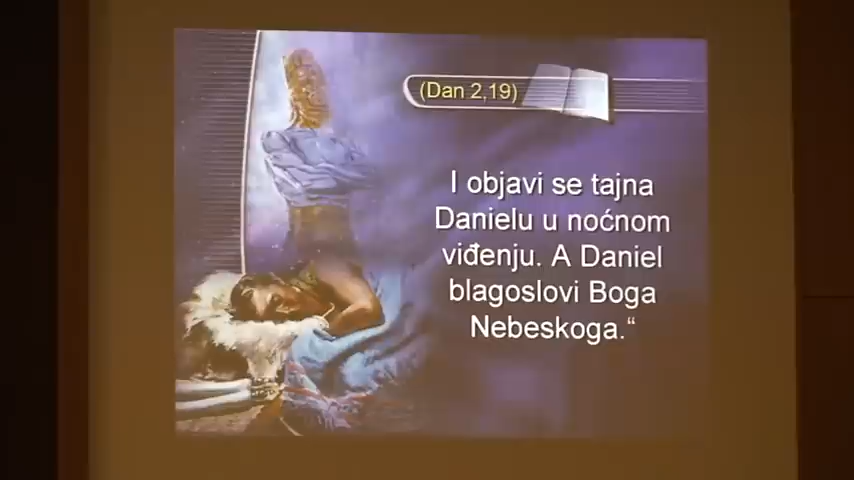 (Dan 2,19)
I objavi se tajna
Danielu u noćnom
viđenju. A Daniel
blagoslovi Boga
Nebeskoga.“